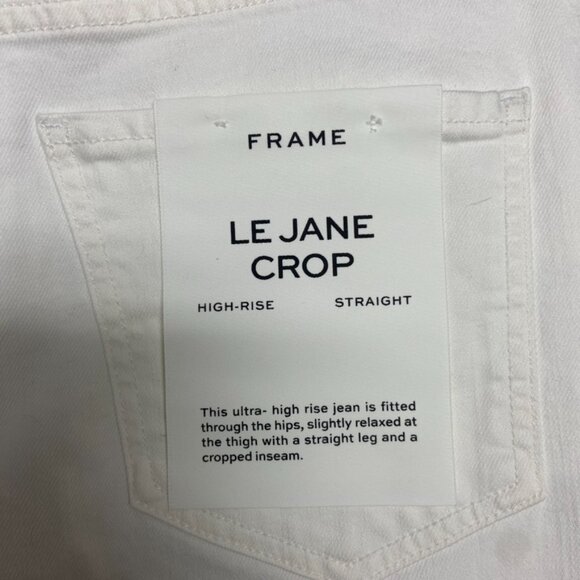 FRAME
LE JANE
CROP
HIGH-RISE STRAIGHT
This ultra- high rise jean is fitted
through the hips, slightly relaxed at
the thigh with a straight leg and a
cropped inseam.